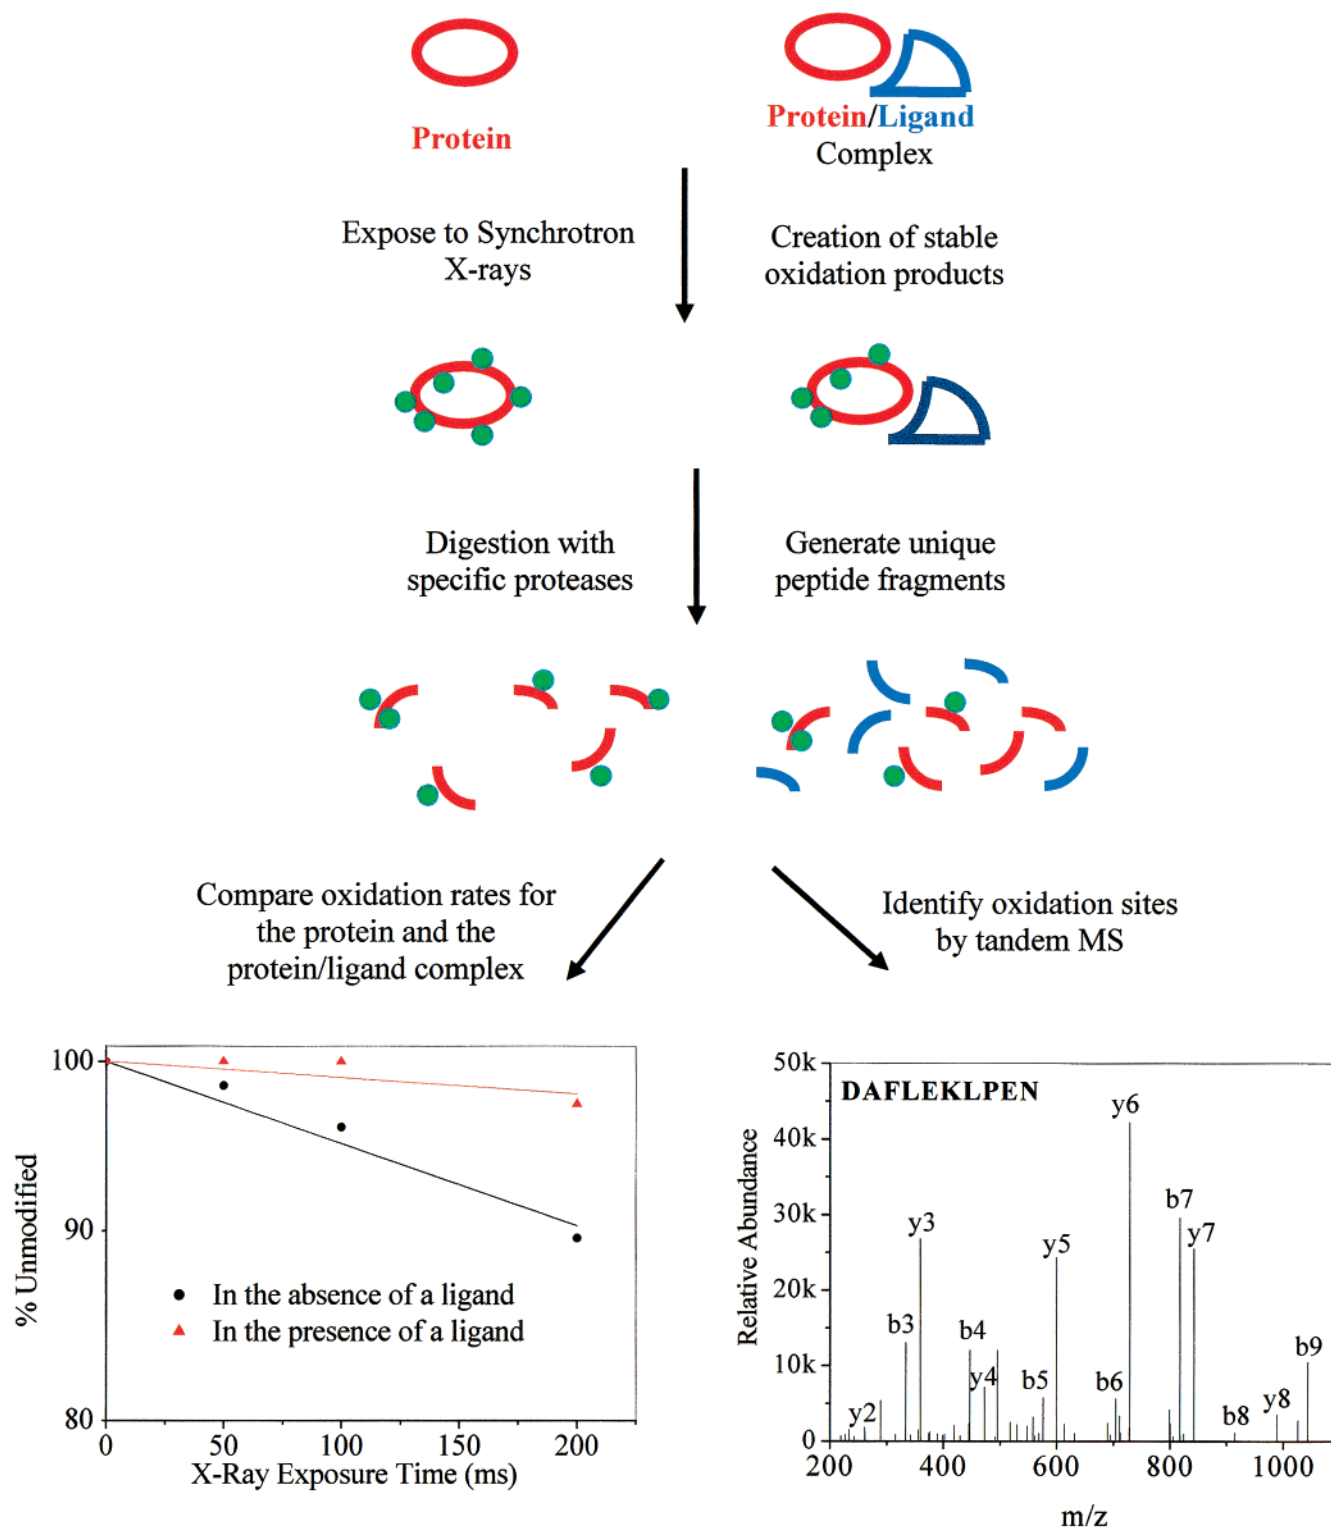 Protein
Protein/Ligand
Complex
Expose to Synchrotron
X-rays
Creation of stable
oxidation products
Digestion with
specific proteases
Generate unique
peptide fragments
Compare oxidation rates for
the protein and the
protein/ligand complex
Identify oxidation sites
by tandem MS
100
90
80
% Unmodified
In the absence of a ligand
In the presence of a ligand
0 50 100 150 200
X-Ray Exposure Time (ms)
50k
40k
30k
20k
10k
0
Relative Abundance
DAFLEKLPEN
y6
b7
y3
y7
y5
b3
b4
b9
y4
b5
b6
y8
y2
b8
200 400 600 800 1000
m/z